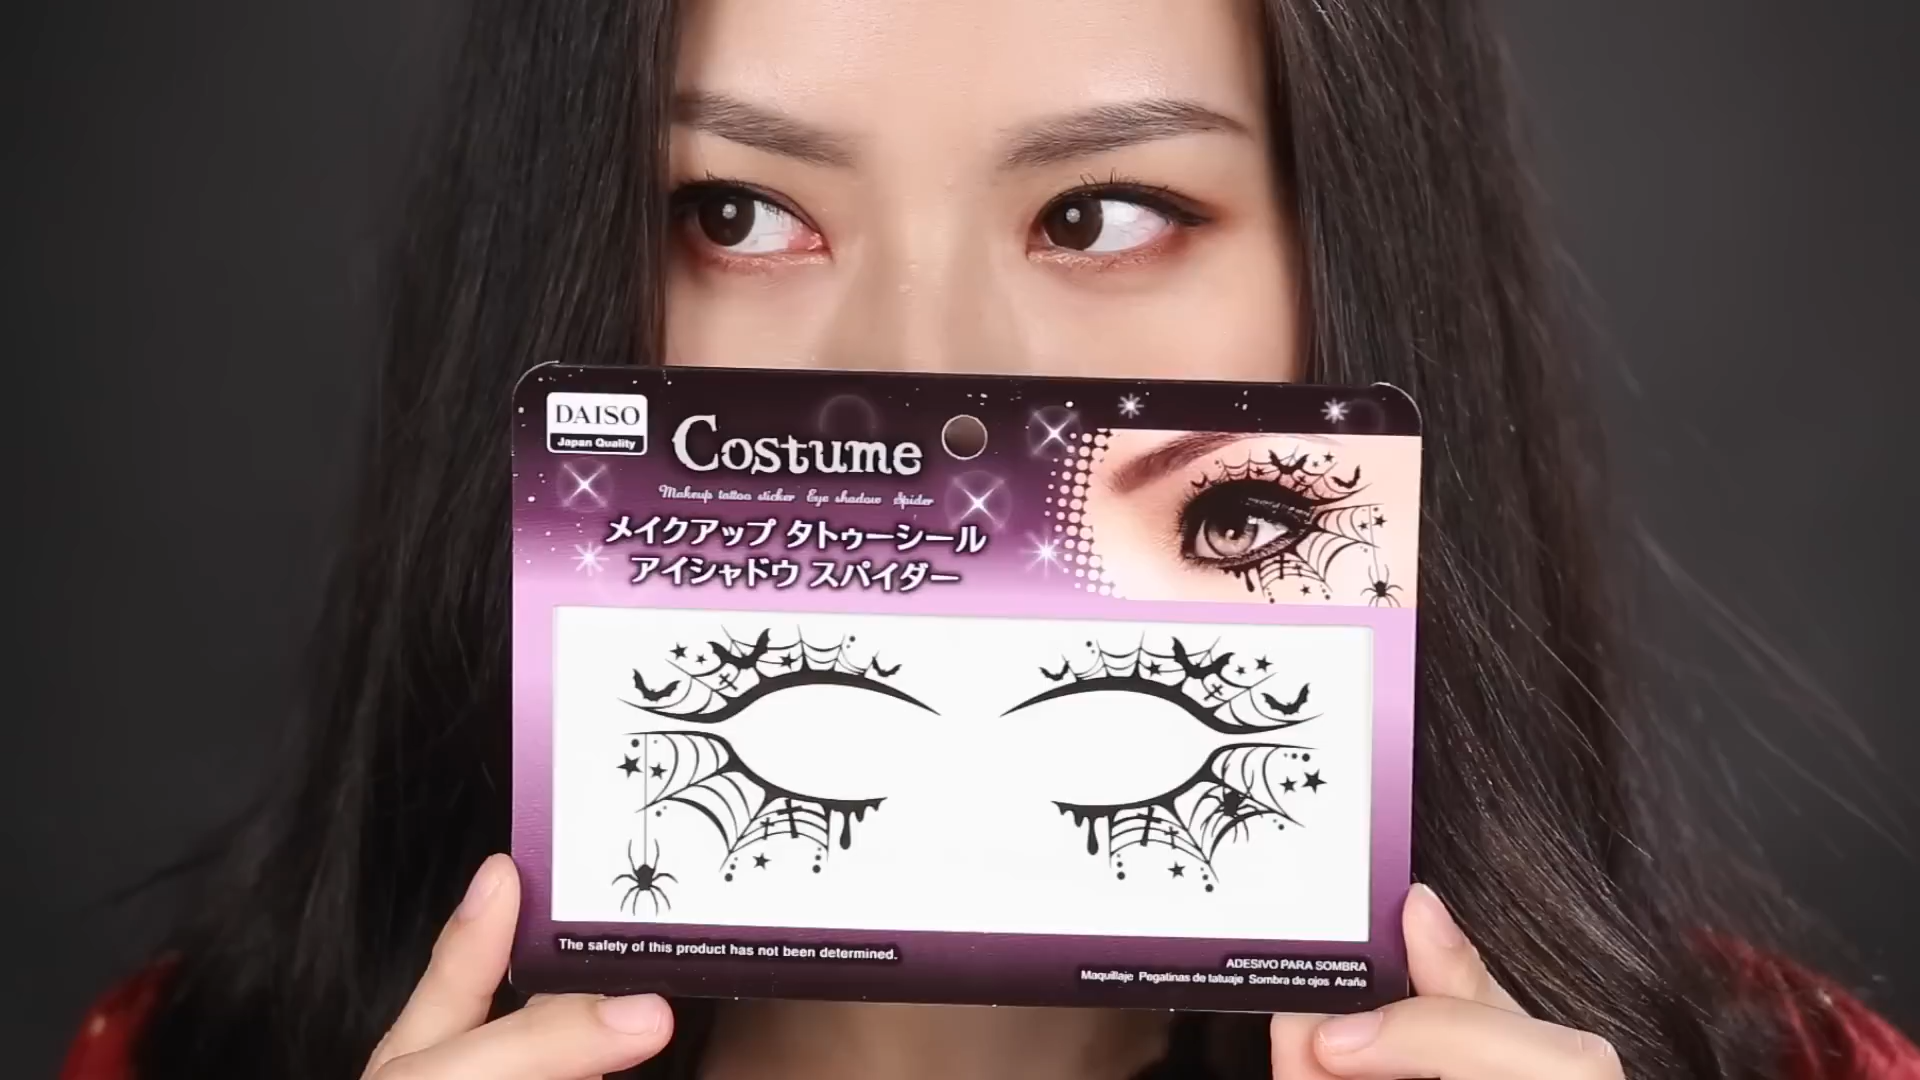 DAISO
Japan Quality
Costume
Makeup tattoo sticker Eye shadow Spider
メイクアップ タトゥーシール
アイシャドウ スパイダー
The safety of this product has not been determined.
ADESIVO PARA SOMBRA
Maquillaje Pegatinas de tatuaje Sombra de ojos Araña